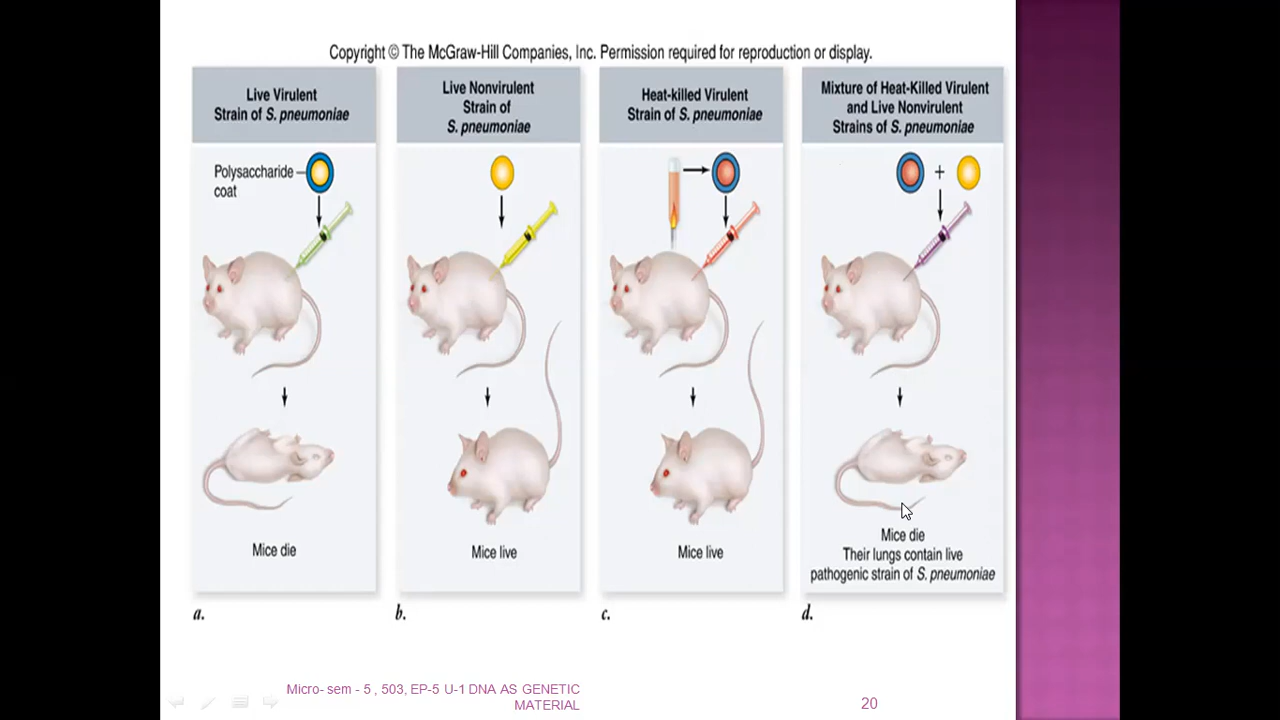 Copyright © The McGraw-Hill Companies, Inc. Permission required for reproduction or display.
Live Virulent
Strain of S. pneumoniae
Polysaccharide
coat
Mice die
a.
Live Nonvirulent
Strain of
S. pneumoniae
Mice live
b.
Heat-killed Virulent
Strain of S. pneumoniae
Mice live
c.
Mixture of Heat-Killed Virulent
and Live Nonvirulent
Strains of S. pneumoniae
+
Mice die
Their lungs contain live
pathogenic strain of S. pneumoniae
d.
Micro- sem - 5 , 503, EP-5 U-1 DNA AS GENETIC
MATERIAL
20